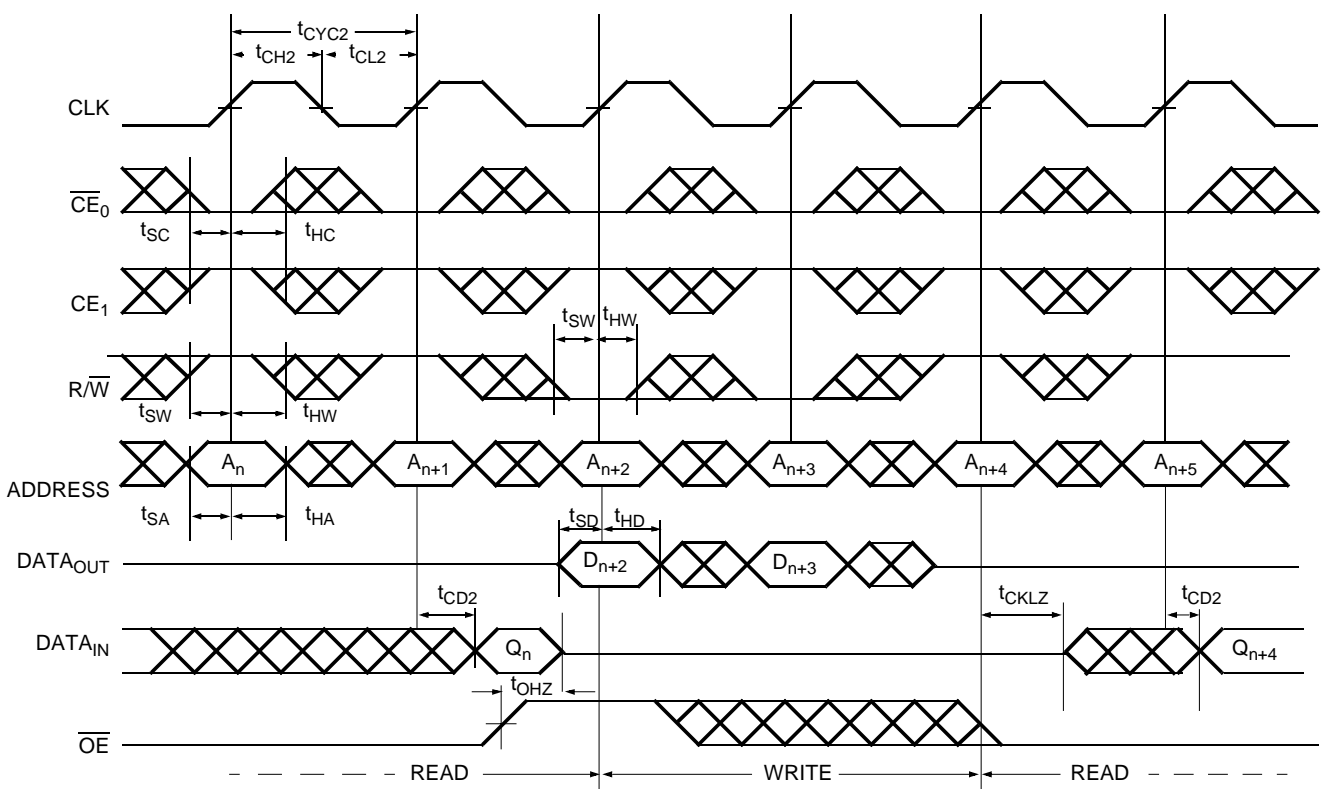 tCYC2
tCH2 tCL2
CLK
CE0
tSC tHC
CE1
tSW tHW
R/W
tSW tHW
An An+1 An+2 An+3 An+4 An+5
ADDRESS
tSA tHA tSD tHD
DATAOUT Dn+2 Dn+3
tCD2 tCKLZ tCD2
DATAIN Qn Qn+4
tOHZ
OE
READ WRITE READ